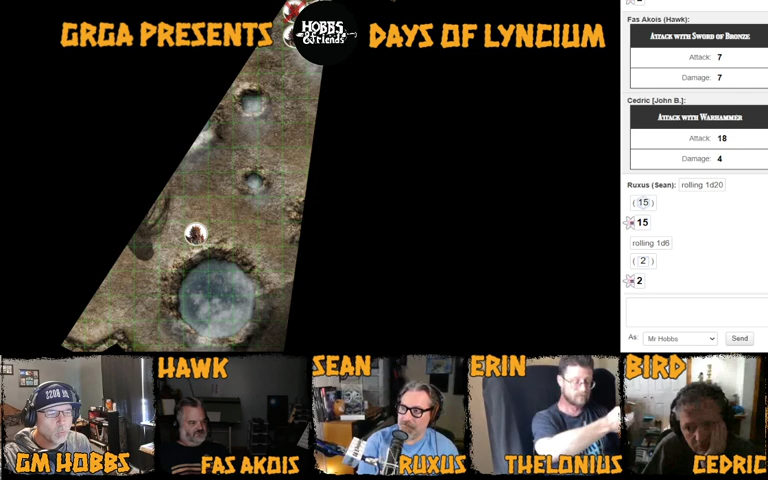 GRGA PRESENTS
HOBBS
&friends
DAYS OF LYNCIUM
Fas Akois (Hawk):
ATTACK WITH SWORD OF BRONZE
Attack: 7
Damage: 7
Cedric [John B.]:
ATTACK WITH WARHAMMER
Attack: 18
Damage: 4
Ruxus (Sean): rolling 1d20
(15)
15
rolling 1d6
(2)
2
As: Mr Hobbs Send
HAWK
SEAN
ERIN
BIRD
GM HOBBS
FAS AKOIS
RUXUS
THELONIUS
CEDRIC